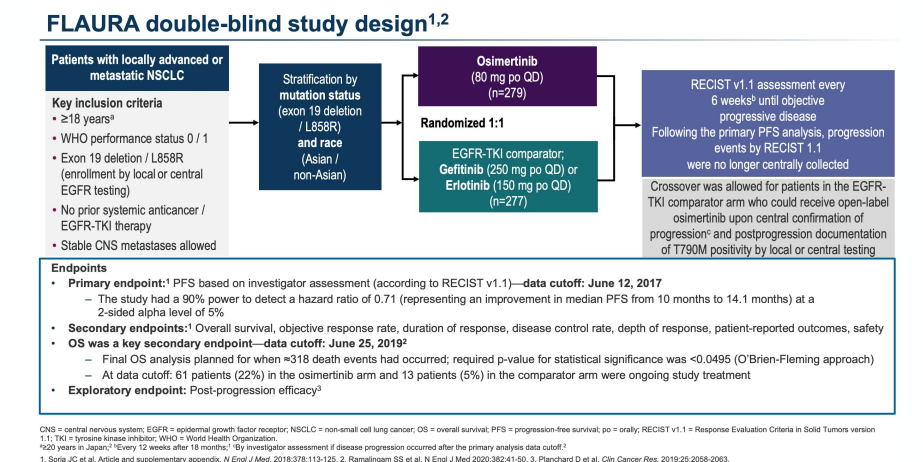 FLAURA double-blind study design1,2
Patients with locally advanced or
metastatic NSCLC
Key inclusion criteria
• ≥18 yearsa
• WHO performance status 0 / 1
• Exon 19 deletion / L858R
(enrollment by local or central
EGFR testing)
• No prior systemic anticancer /
EGFR-TKI therapy
• Stable CNS metastases allowed
Stratification by
mutation status
(exon 19 deletion
/ L858R)
and race
(Asian /
non-Asian)
Osimertinib
(80 mg po QD)
(n=279)
Randomized 1:1
EGFR-TKI comparator;
Gefitinib (250 mg po QD) or
Erlotinib (150 mg po QD)
(n=277)
RECIST v1.1 assessment every
6 weeksb until objective
progressive disease
Following the primary PFS analysis, progression
events by RECIST 1.1
were no longer centrally collected
Crossover was allowed for patients in the EGFR-
TKI comparator arm who could receive open-label
osimertinib upon central confirmation of
progressionc and postprogression documentation
of T790M positivity by local or central testing
Endpoints
• Primary endpoint:1 PFS based on investigator assessment (according to RECIST v1.1)—data cutoff: June 12, 2017
– The study had a 90% power to detect a hazard ratio of 0.71 (representing an improvement in median PFS from 10 months to 14.1 months) at a
2-sided alpha level of 5%
• Secondary endpoints:1 Overall survival, objective response rate, duration of response, disease control rate, depth of response, patient-reported outcomes, safety
• OS was a key secondary endpoint—data cutoff: June 25, 20192
– Final OS analysis planned for when ≈318 death events had occurred; required p-value for statistical significance was <0.0495 (O'Brien-Fleming approach)
– At data cutoff: 61 patients (22%) in the osimertinib arm and 13 patients (5%) in the comparator arm were ongoing study treatment
• Exploratory endpoint: Post-progression efficacy3
CNS = central nervous system; EGFR = epidermal growth factor receptor; NSCLC = non-small cell lung cancer; OS = overall survival; PFS = progression-free survival; po = orally; RECIST v1.1 = Response Evaluation Criteria in Solid Tumors version
1.1; TKI = tyrosine kinase inhibitor; WHO = World Health Organization.
a≥20 years in Japan;2 bEvery 12 weeks after 18 months;1 cBy investigator assessment if disease progression occurred after the primary analysis data cutoff.2
1. Soria JC et al. Article and supplementary appendix. N Engl J Med. 2018;378:113-125. 2. Ramalingam SS et al. N Engl J Med 2020;382:41-50. 3. Planchard D et al. Clin Cancer Res. 2019;25:2058-2063.